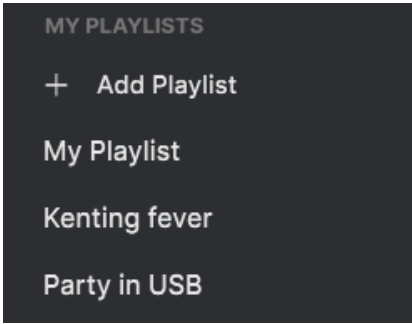 MY PLAYLISTS
+ Add Playlist
My Playlist
Kenting fever
Party in USB